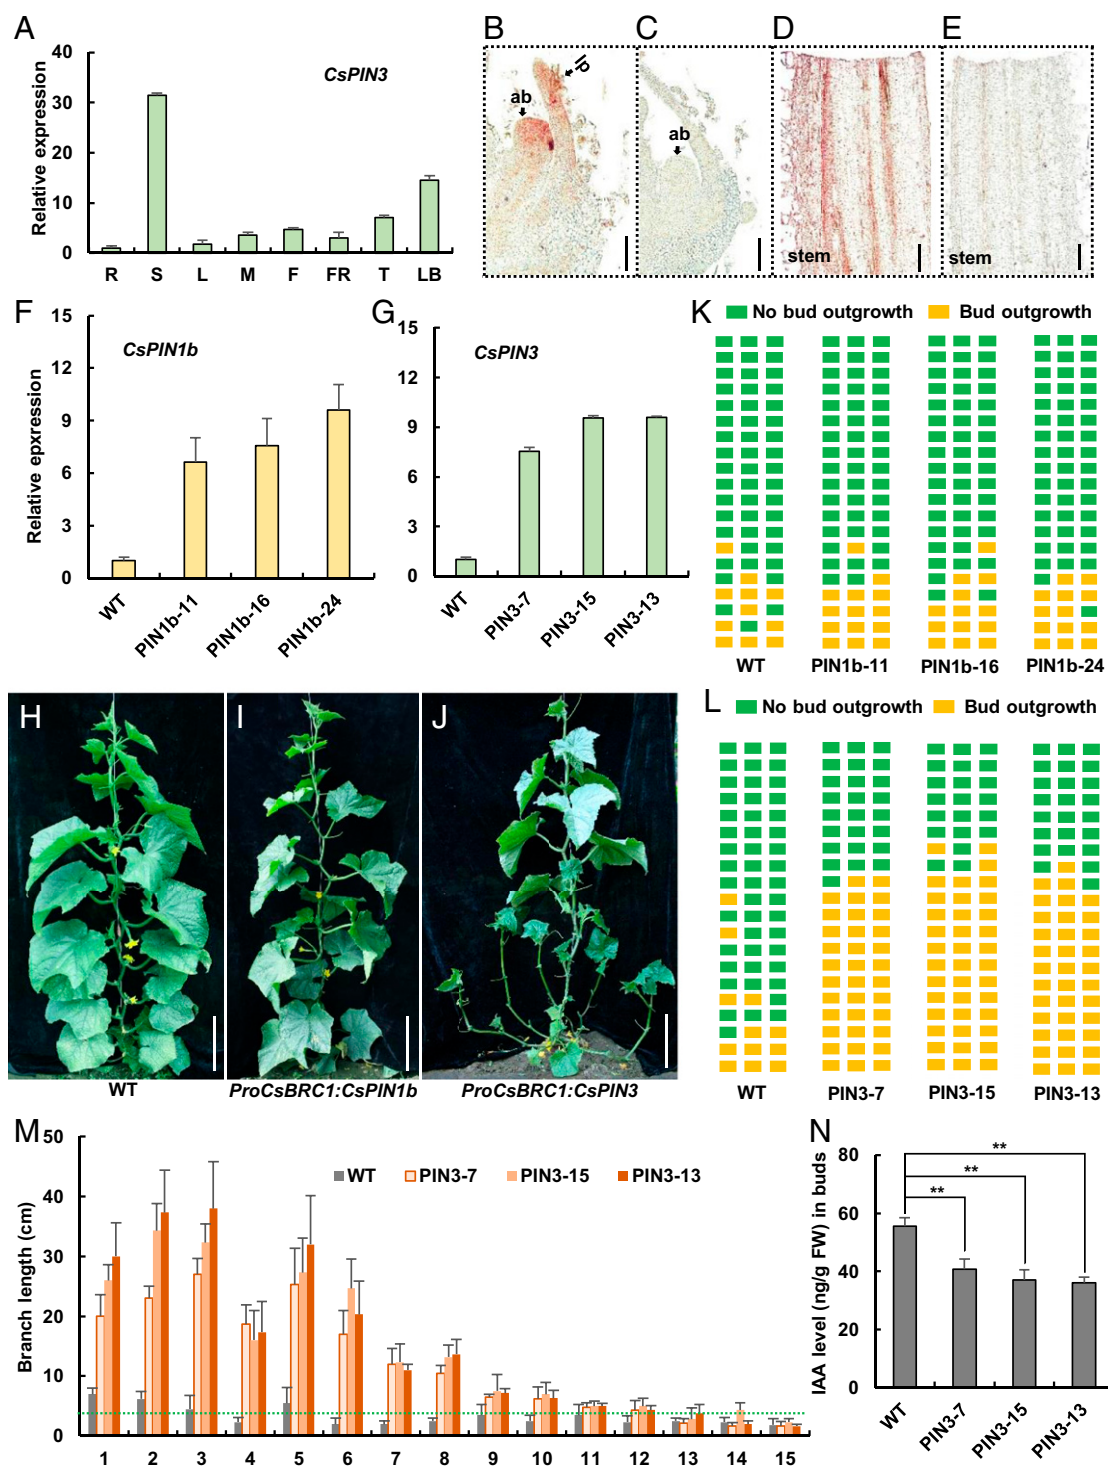 A
CsPIN3
Relative expression
40
30
20
10
0
R S L M F FR T LB
B
lp
ab
C
ab
D
stem
E
stem
F
CsPIN1b
Relative epxression
15
12
9
6
3
0
WT PIN1b-11 PIN1b-16 PIN1b-24
G
CsPIN3
15
12
9
6
3
0
WT PIN3-7 PIN3-15 PIN3-13
K
No bud outgrowth Bud outgrowth
WT PIN1b-11 PIN1b-16 PIN1b-24
H
WT
I
ProCsBRC1:CsPIN1b
J
ProCsBRC1:CsPIN3
L
No bud outgrowth Bud outgrowth
WT PIN3-7 PIN3-15 PIN3-13
M
WT PIN3-7 PIN3-15 PIN3-13
Branch length (cm)
50
40
30
20
10
0
1 2 3 4 5 6 7 8 9 10 11 12 13 14 15
N
IAA level (ng/g FW) in buds
80
60
40
20
0
**
**
**
WT PIN3-7 PIN3-15 PIN3-13